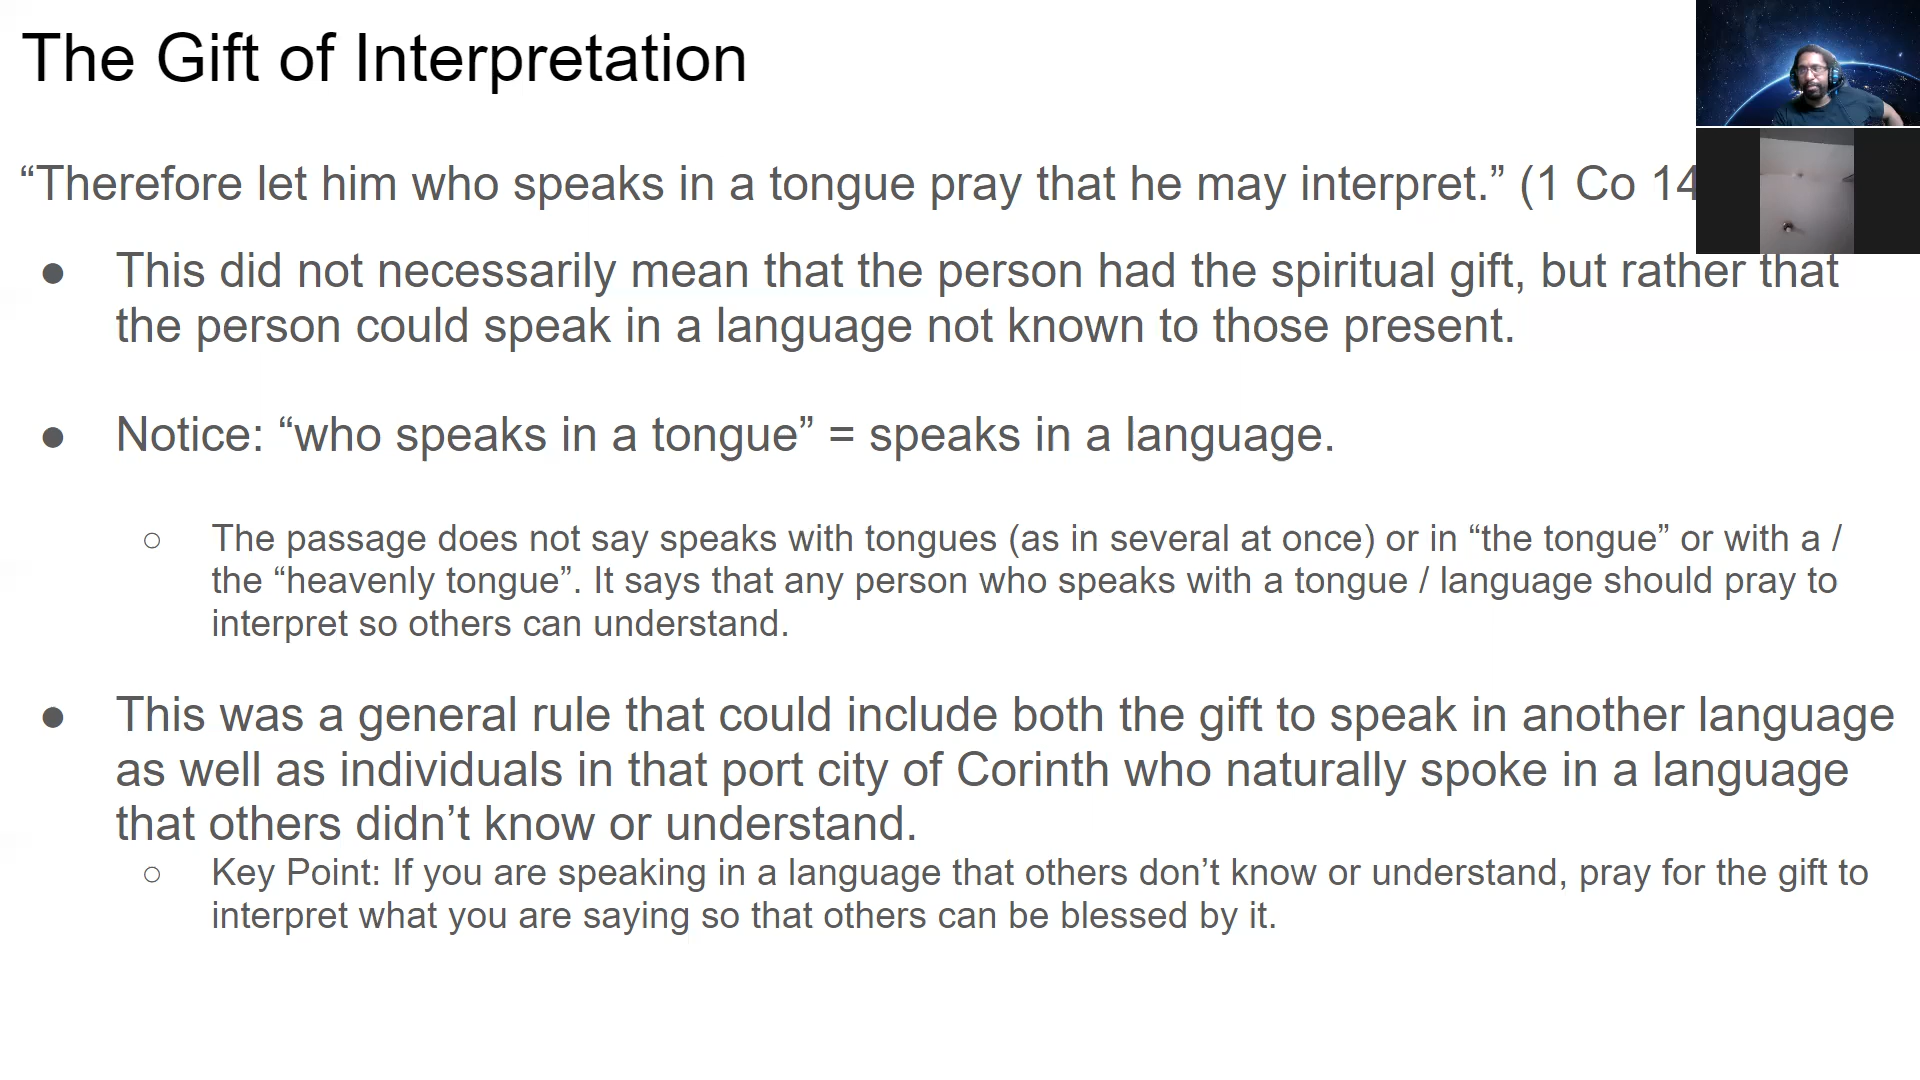 The Gift of Interpretation
“Therefore let him who speaks in a tongue pray that he may interpret.” (1 Co 14
● This did not necessarily mean that the person had the spiritual gift, but rather that
the person could speak in a language not known to those present.
● Notice: “who speaks in a tongue” = speaks in a language.
○ The passage does not say speaks with tongues (as in several at once) or in “the tongue” or with a /
the “heavenly tongue”. It says that any person who speaks with a tongue / language should pray to
interpret so others can understand.
● This was a general rule that could include both the gift to speak in another language
as well as individuals in that port city of Corinth who naturally spoke in a language
that others didn’t know or understand.
○ Key Point: If you are speaking in a language that others don’t know or understand, pray for the gift to
interpret what you are saying so that others can be blessed by it.